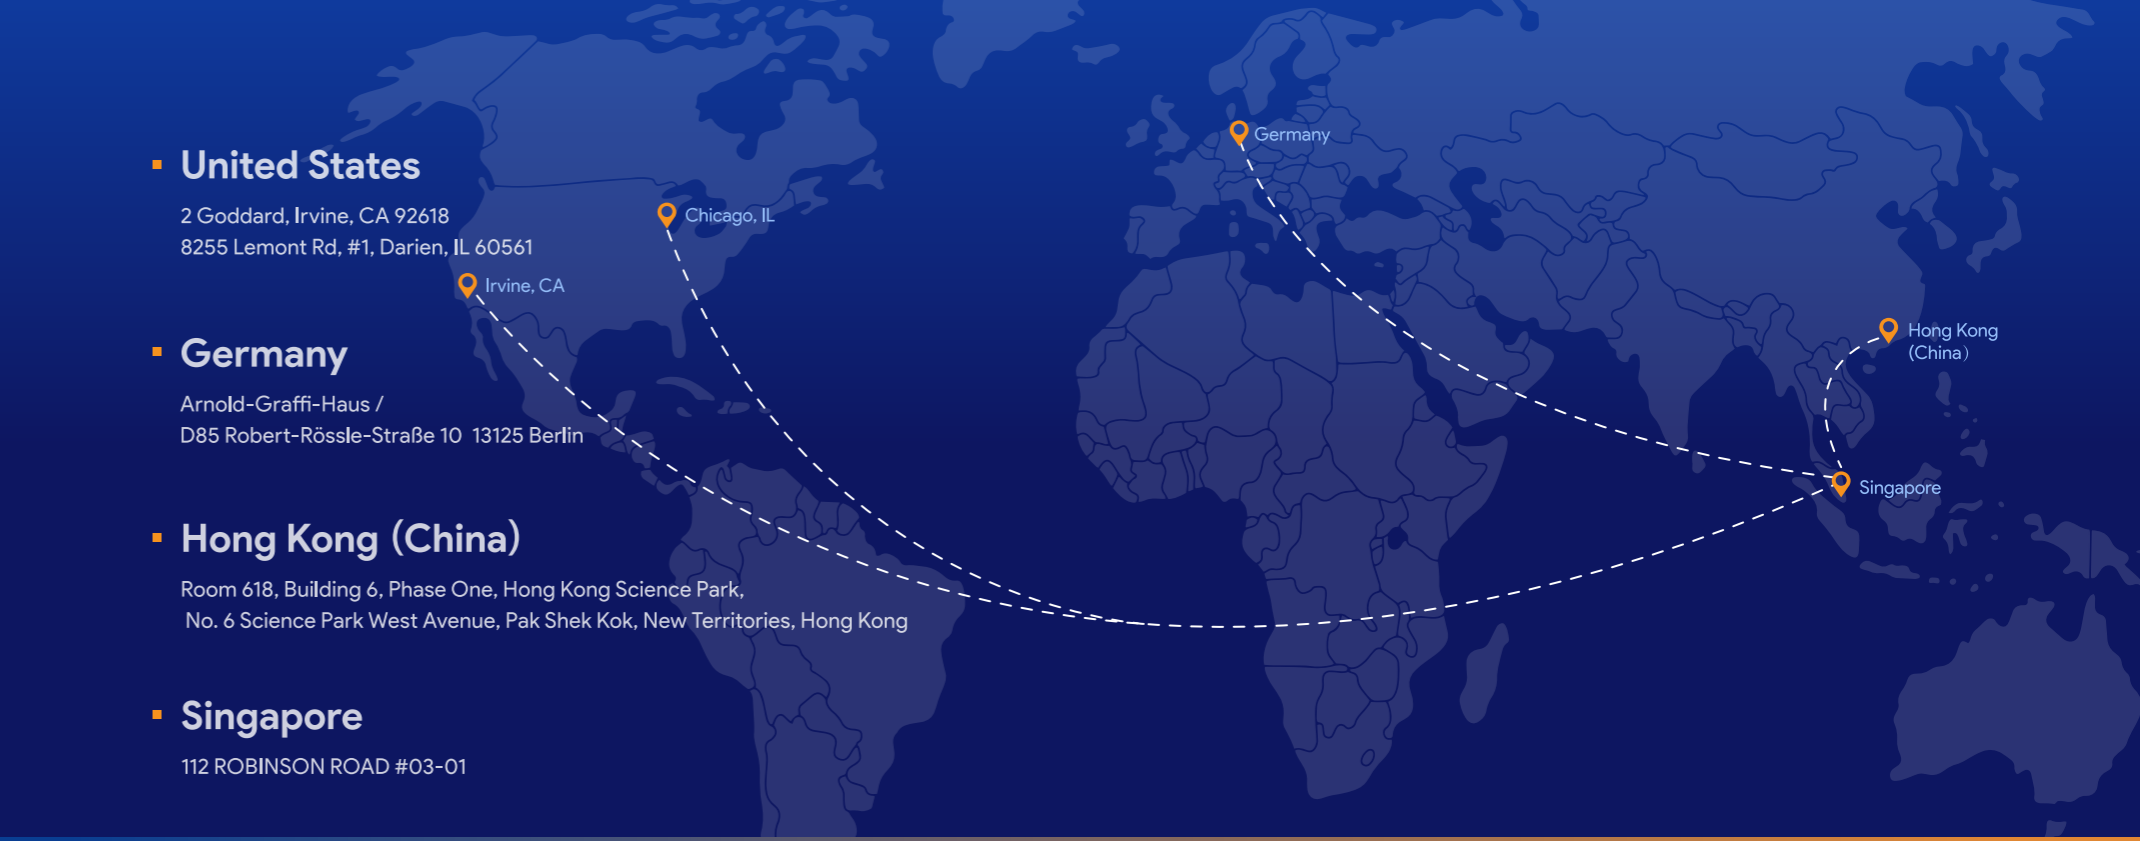 United States
2 Goddard, Irvine, CA 92618
8255 Lemont Rd, #1, Darien, IL 60561
Germany
Arnold-Graffi-Haus /
D85 Robert-Rössle-Straße 10 13125 Berlin
Hong Kong (China)
Room 618, Building 6, Phase One, Hong Kong Science Park,
No. 6 Science Park West Avenue, Pak Shek Kok, New Territories, Hong Kong
Singapore
112 ROBINSON ROAD #03-01
Chicago, IL
Irvine, CA
Germany
Hong Kong
(China）
Singapore